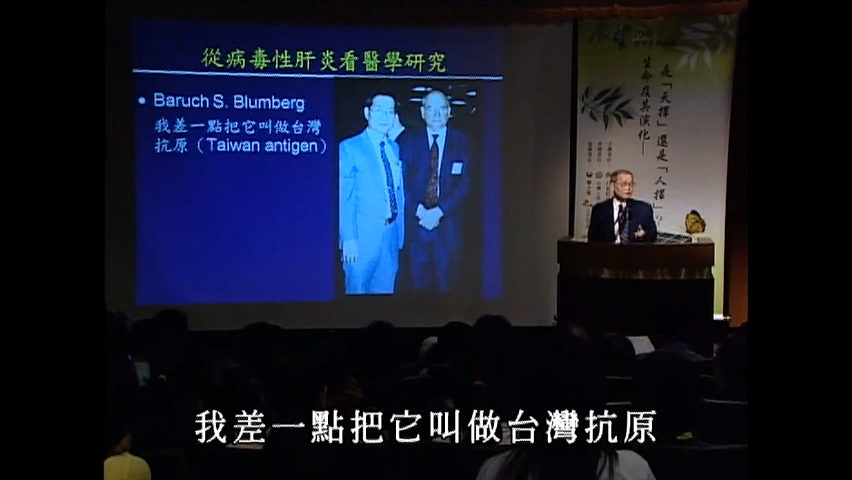 從病毒性肝炎看醫學研究
• Baruch S. Blumberg
我差一點把它叫做台灣
抗原（Taiwan antigen）
是「天擇」還是「人擇」
生命及其演化—
我差一點把它叫做台灣抗原